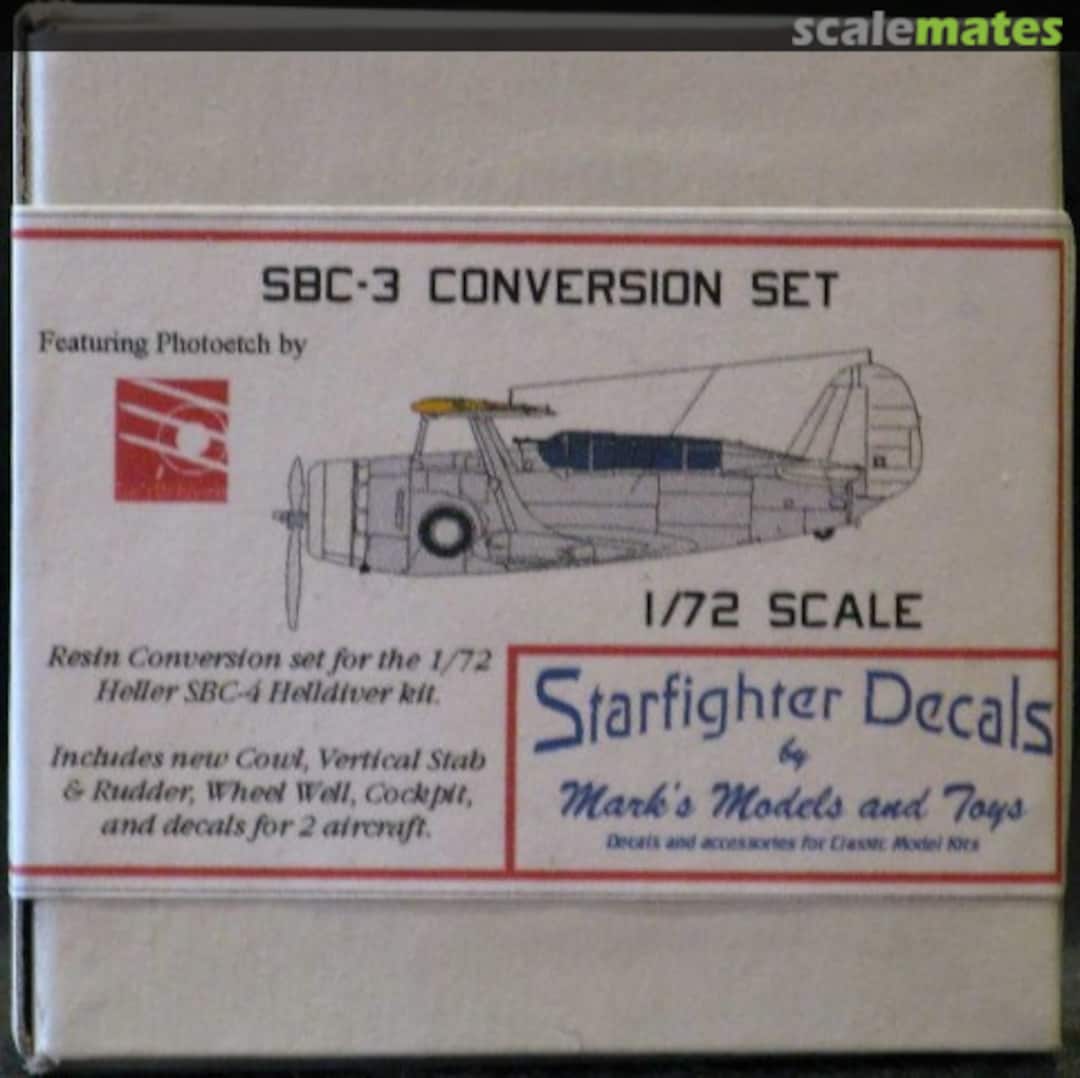 scalemates
SBC-3 CONVERSION SET
Featuring Photoetch by
1/72 SCALE
Resin Conversion set for the 1/72
Heller SBC-4 Helldiver kit.
Includes new Cowl, Vertical Stab
& Rudder, Wheel Well, Cockpit,
and decals for 2 aircraft.
Starfighter Decals
by
Mark's Models and Toys
Decals and accessories for Classic Model Kits